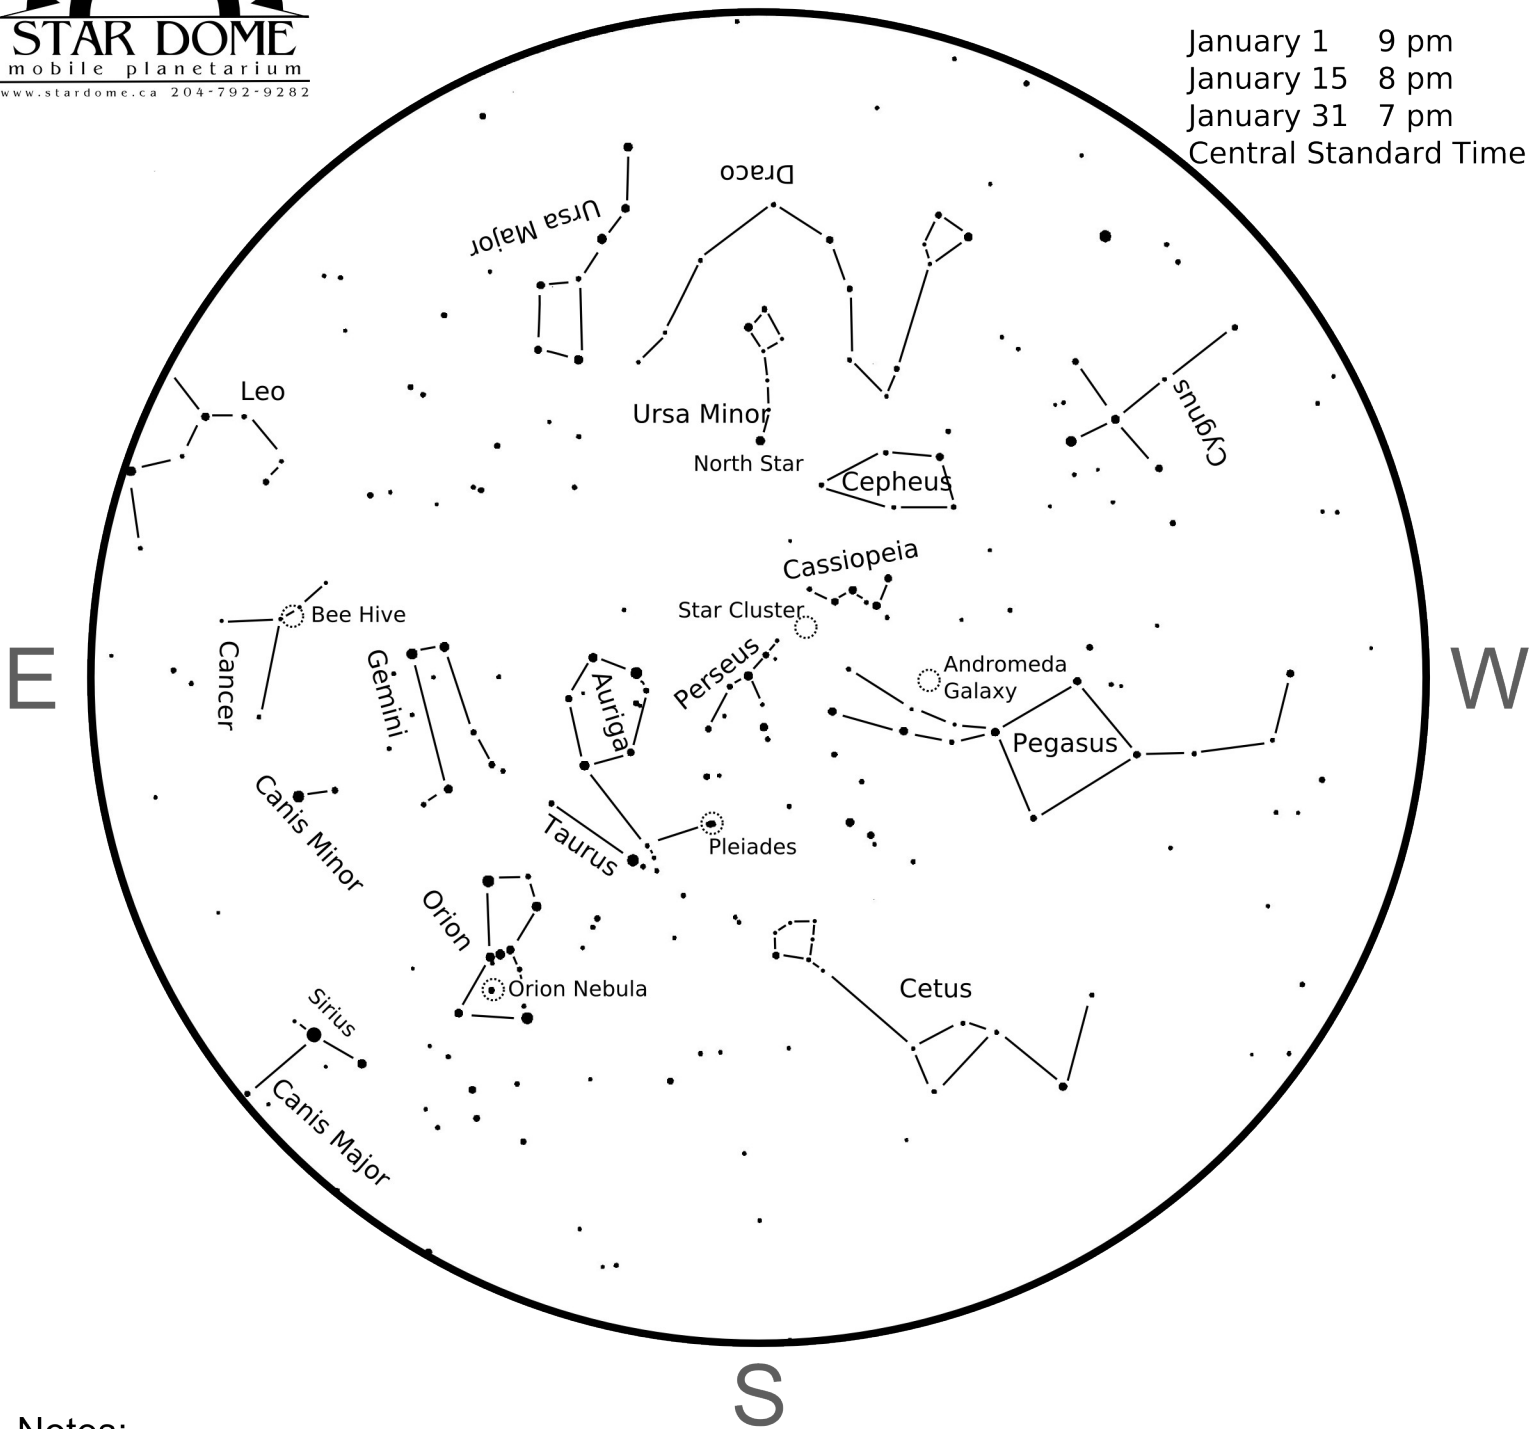 STAR DOME
mobile planetarium
www.stardome.ca 204-792-9282
January 1 9 pm
January 15 8 pm
January 31 7 pm
Central Standard Time
Draco
Ursa Major
Leo
Ursa Minor
North Star
Cygnus
Cepheus
Cassiopeia
Star Cluster
Bee Hive
Cancer
Gemini
Auriga
Perseus
Andromeda
Galaxy
E
W
Pegasus
Canis Minor
Taurus
Pleiades
Orion
Orion Nebula
Cetus
Sirius
Canis Major
S
Notes: